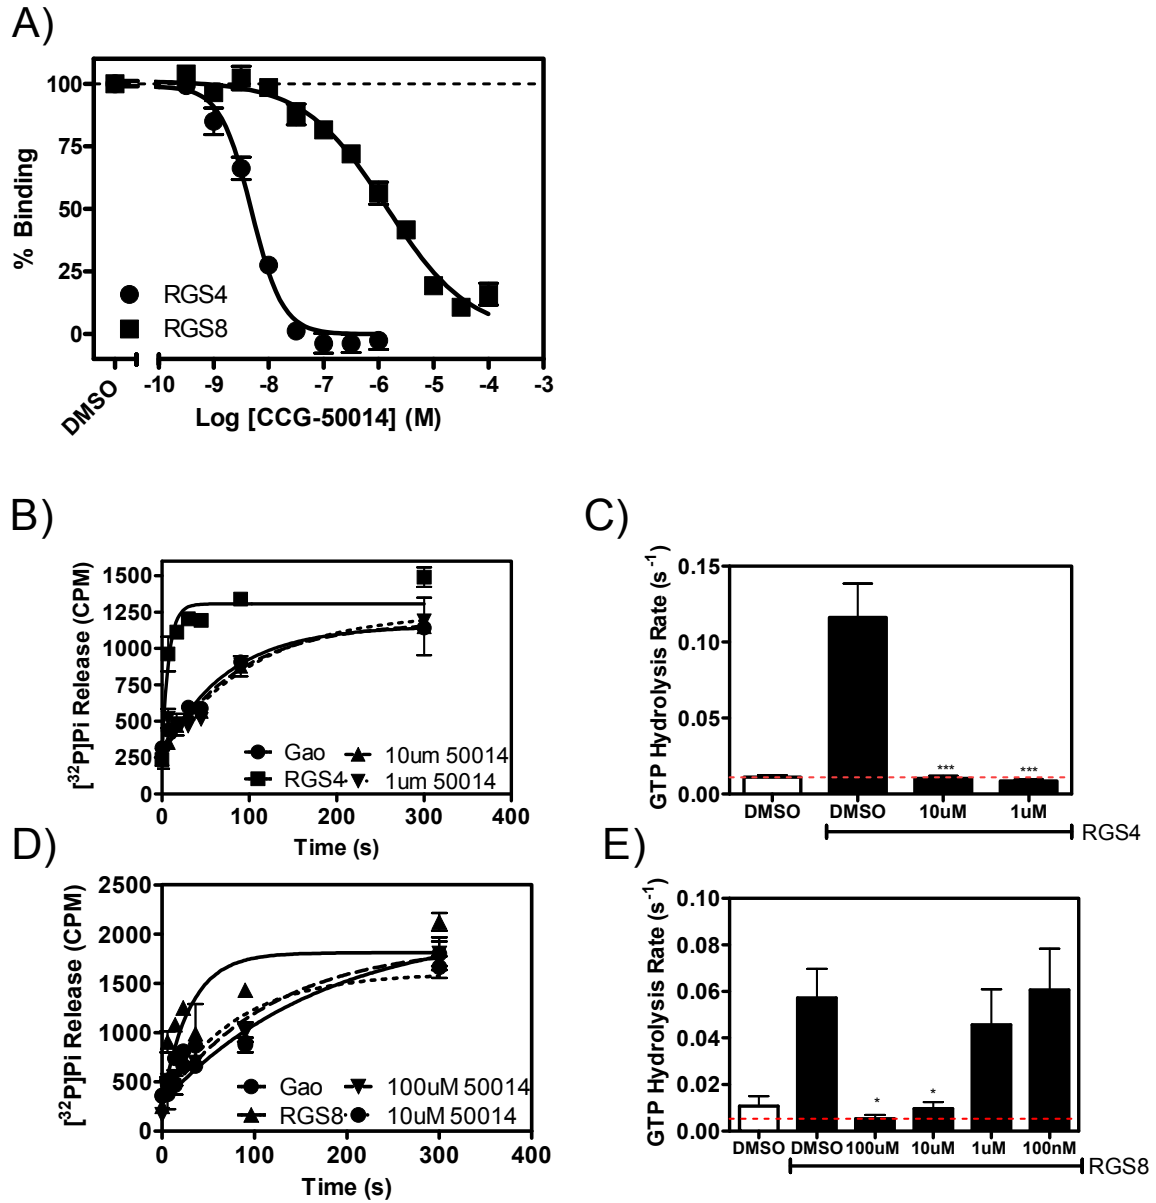 A)
100
75
50
25
0
% Binding
RGS4
RGS8
DMSO
-10 -9 -8 -7 -6 -5 -4 -3
Log [CCG-50014] (M)
B)
1500
1250
1000
750
500
250
0
[³²P]Pi Release (CPM)
Gao 10um 50014
RGS4 1um 50014
0 100 200 300 400
Time (s)
C)
0.15
0.10
0.05
0.00
GTP Hydrolysis Rate (s⁻¹)
*** ***
DMSO DMSO 10uM 1uM
RGS4
D)
2500
2000
1500
1000
500
0
[³²P]Pi Release (CPM)
Gao 100uM 50014
RGS8 10uM 50014
0 100 200 300 400
Time (s)
E)
0.10
0.08
0.06
0.04
0.02
0.00
GTP Hydrolysis Rate (s⁻¹)
* *
DMSO DMSO 100uM 10uM 1uM 100nM
RGS8